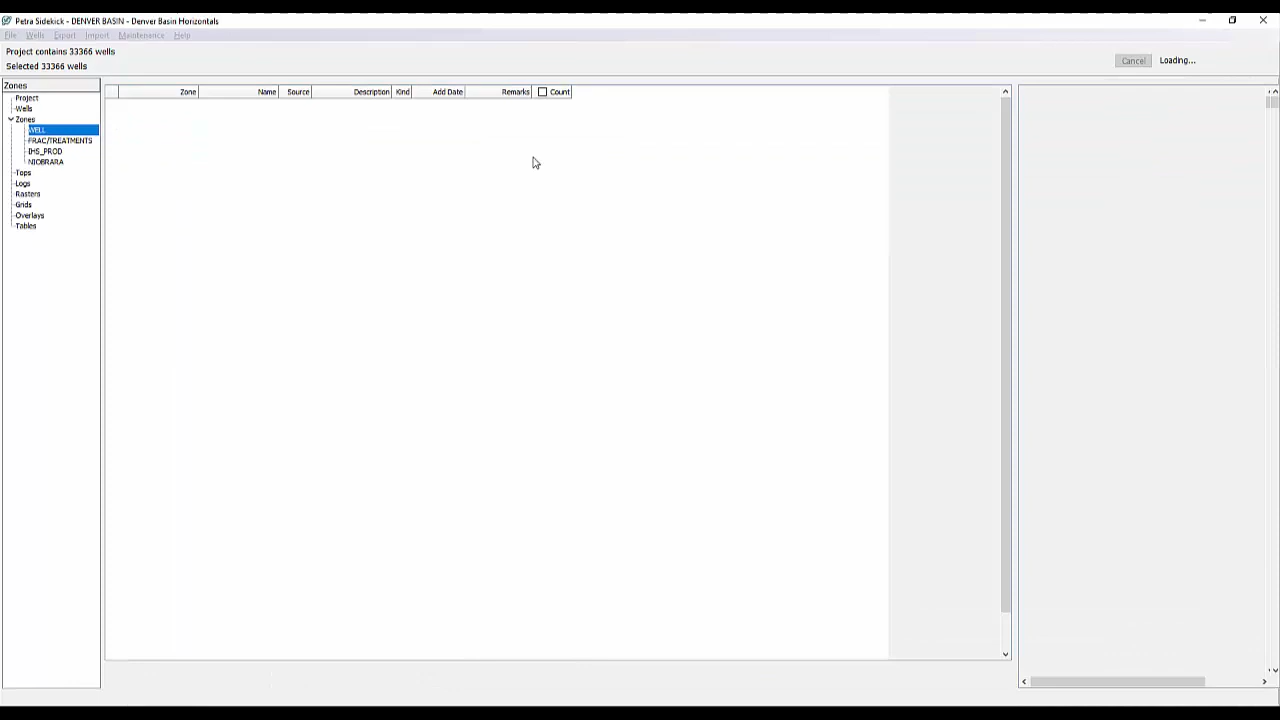 Petra Sidekick - DENVER BASIN - Denver Basin Horizontals
File Wells Export Import Maintenance Help
Project contains 33366 wells
Selected 33366 wells
Cancel Loading...
Zones
Project
Wells
Zones
WELL
FRAC/TREATMENTS
IHS_PROD
NIOBRARA
Tops
Logs
Rasters
Grids
Overlays
Tables
Zone Name Source Description Kind Add Date Remarks Count